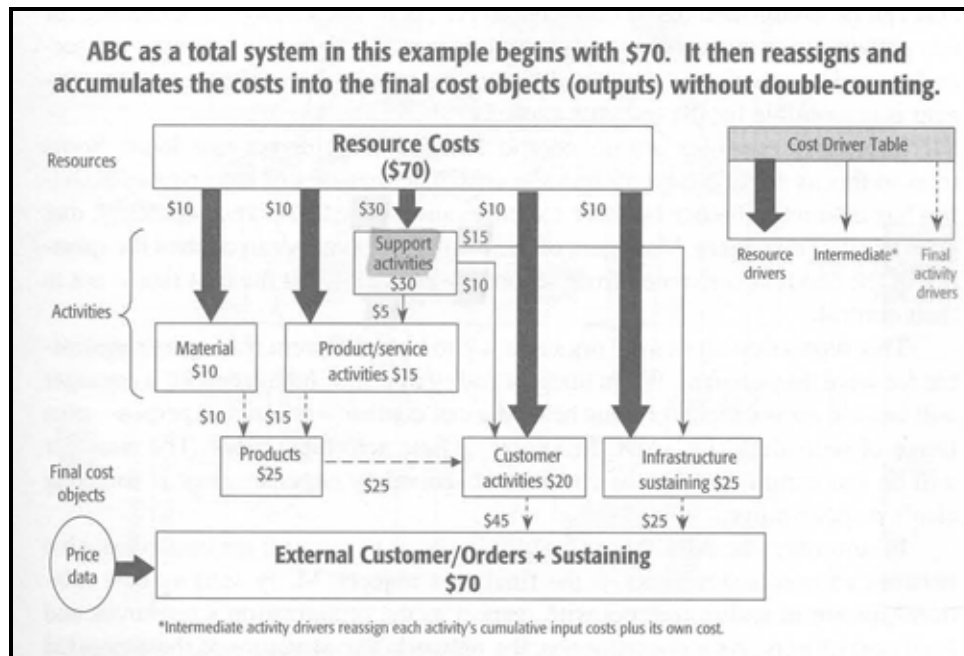 ABC as a total system in this example begins with $70. It then reassigns and
accumulates the costs into the final cost objects (outputs) without double-counting.
Resources
Resource Costs
($70)
Cost Driver Table
$10
$10
$30
$10
$10
Support
activities
$30
$15
$10
$5
Resource
drivers
Intermediate*
Final
activity
drivers
Activities
Material
$10
Product/service
activities $15
$10
$15
Final cost
objects
Products
$25
$25
Customer
activities $20
Infrastructure
sustaining $25
$45
$25
Price
data
External Customer/Orders + Sustaining
$70
*Intermediate activity drivers reassign each activity's cumulative input costs plus its own cost.